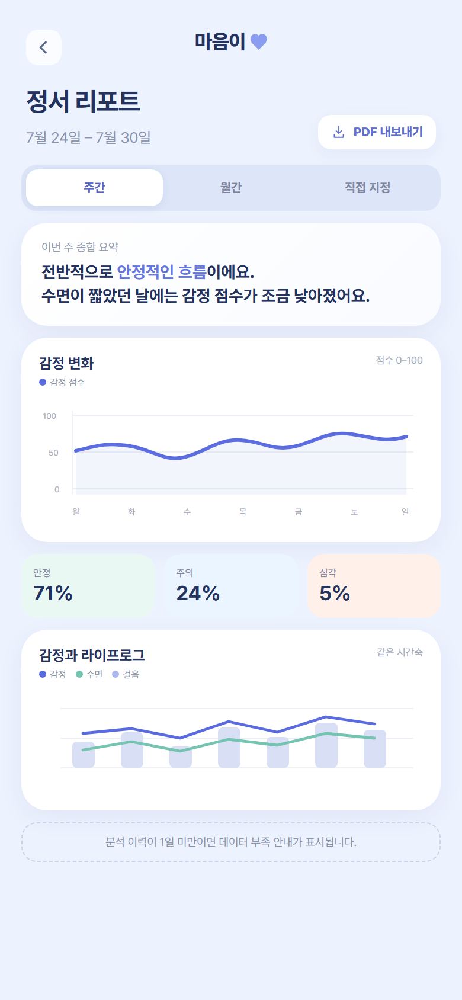 마음이
정서 리포트
7월 24일 – 7월 30일
PDF 내보내기
주간
월간
직접 지정
이번 주 종합 요약
전반적으로 안정적인 흐름이에요.
수면이 짧았던 날에는 감정 점수가 조금 낮아졌어요.
감정 변화
점수 0–100
감정 점수
100
50
0
월 화 수 목 금 토 일
안정
71%
주의
24%
심각
5%
감정과 라이프로그
같은 시간축
감정 수면 걸음
분석 이력이 1일 미만이면 데이터 부족 안내가 표시됩니다.